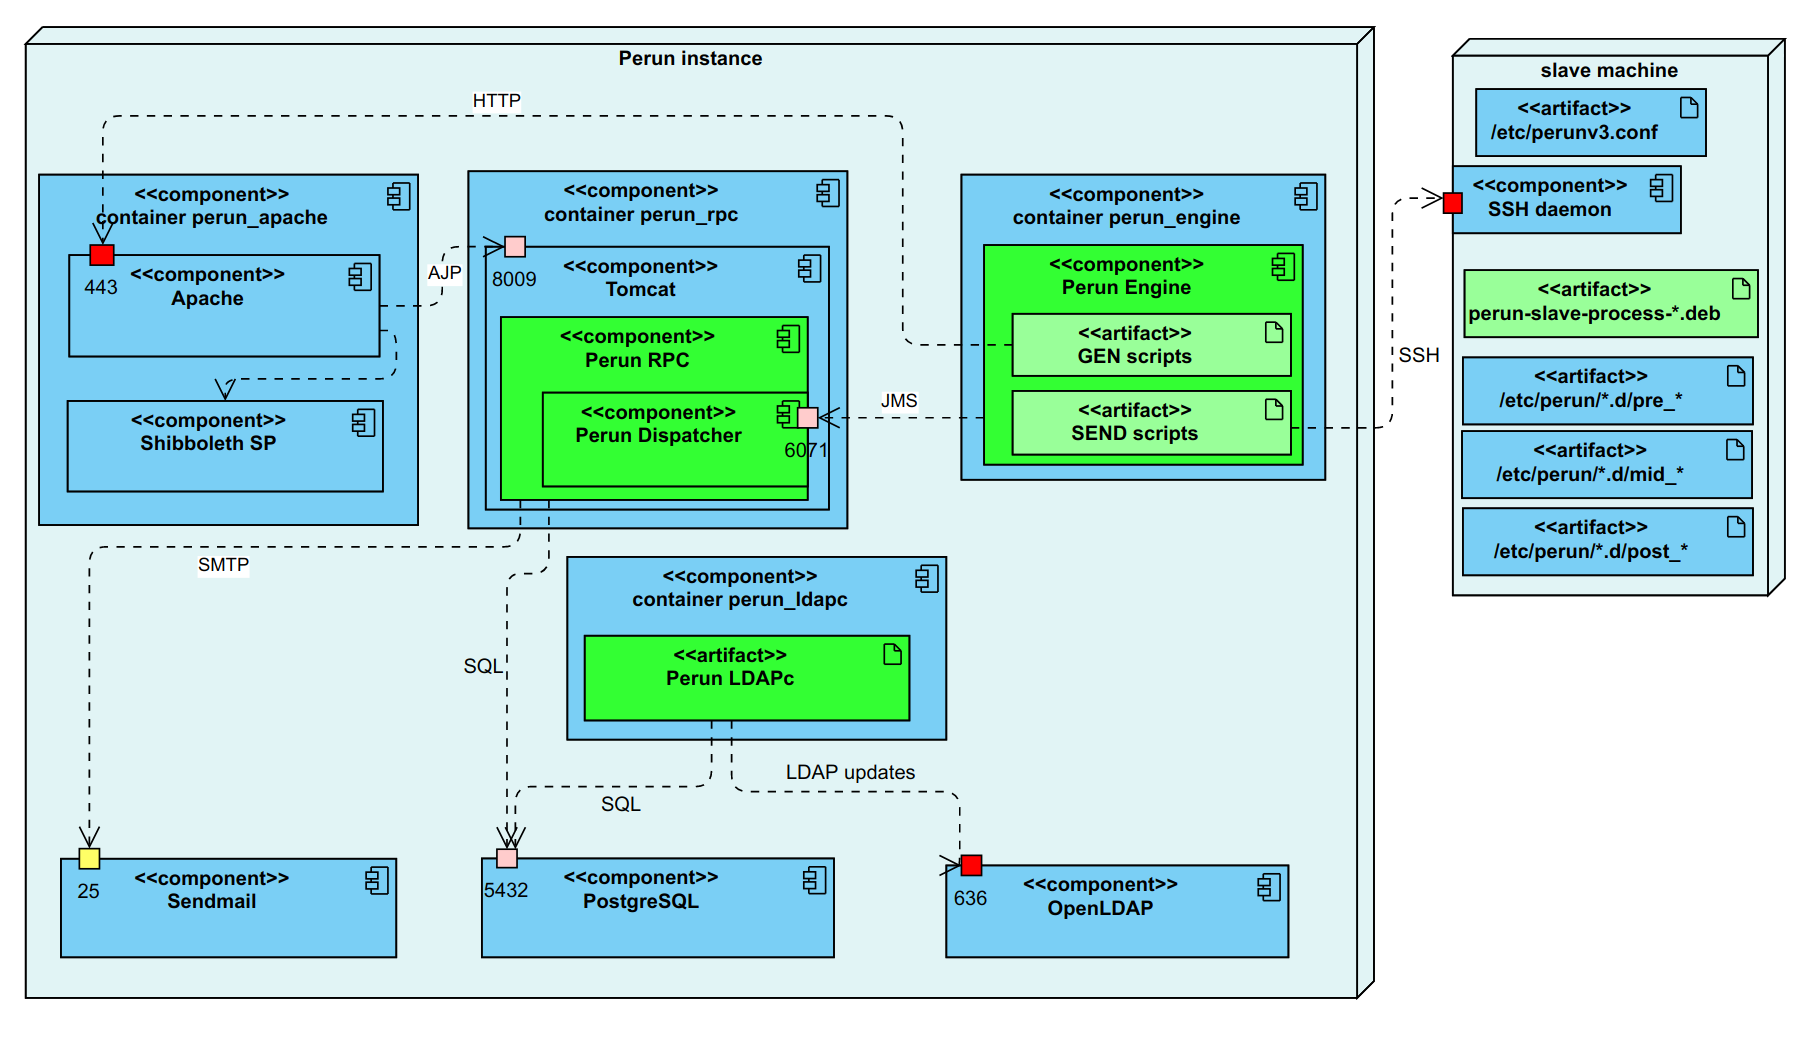 Perun instance
HTTP
<<component>>
container perun_apache
443
<<component>>
Apache
<<component>>
Shibboleth SP
AJP
<<component>>
container perun_rpc
8009
<<component>>
Tomcat
<<component>>
Perun RPC
<<component>>
Perun Dispatcher
6071
JMS
<<component>>
container perun_engine
<<component>>
Perun Engine
<<artifact>>
GEN scripts
<<artifact>>
SEND scripts
SSH
SMTP
SQL
<<component>>
container perun_ldapc
<<artifact>>
Perun LDAPc
SQL
LDAP updates
25
<<component>>
Sendmail
5432
<<component>>
PostgreSQL
636
<<component>>
OpenLDAP
slave machine
<<artifact>>
/etc/perunv3.conf
<<component>>
SSH daemon
<<artifact>>
perun-slave-process-*.deb
<<artifact>>
/etc/perun/*.d/pre_*
<<artifact>>
/etc/perun/*.d/mid_*
<<artifact>>
/etc/perun/*.d/post_*